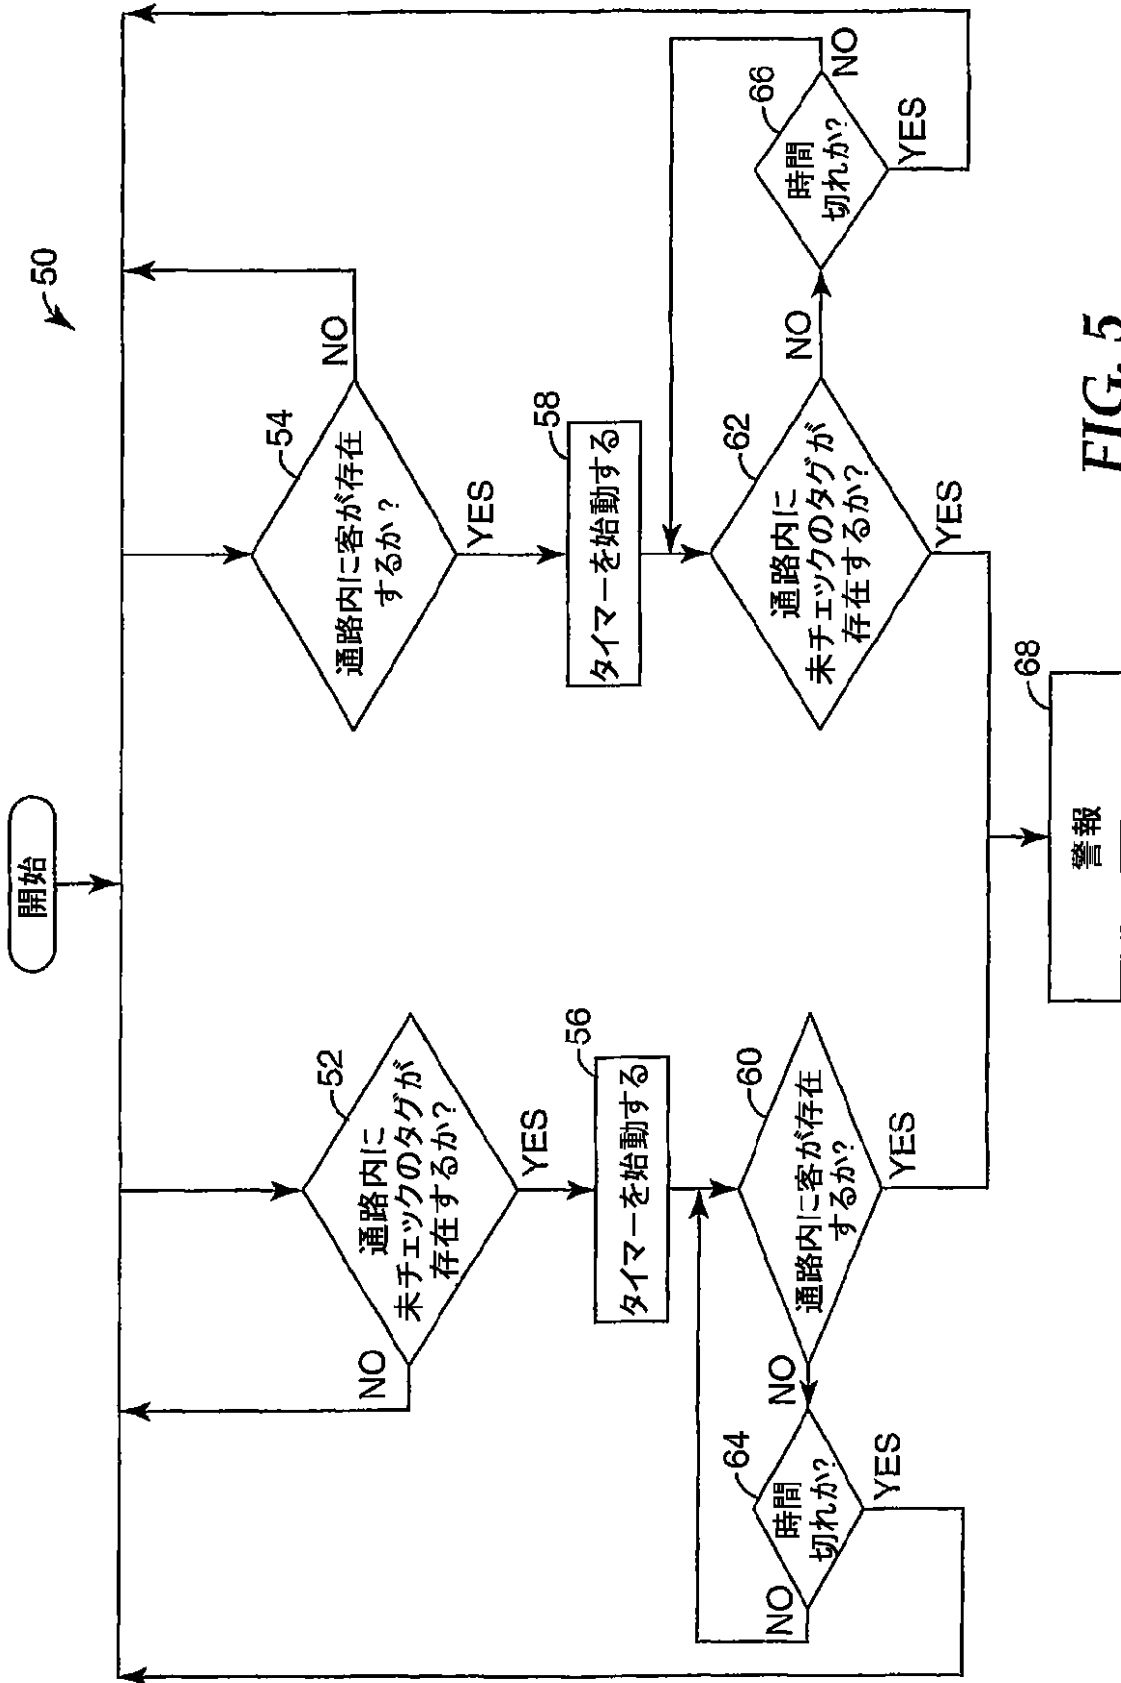 開始
50
52
通路内に
未チェックのタグが
存在するか?
NO
YES
54
通路内に客が存在
するか?
NO
YES
56
タイマーを始動する
58
タイマーを始動する
60
通路内に客が存在
するか?
NO
YES
62
通路内に
未チェックのタグが
存在するか?
NO
YES
64
時間
切れか?
NO
YES
66
時間
切れか?
NO
YES
68
警報
FIG. 5